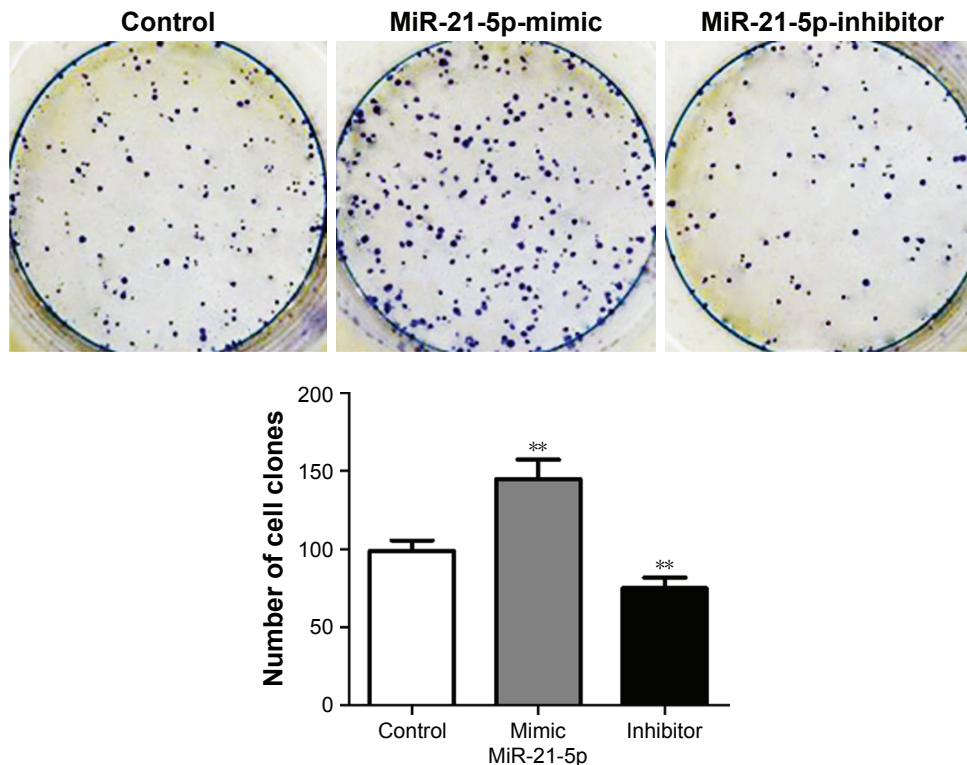 Control MiR-21-5p-mimic MiR-21-5p-inhibitor
Number of cell clones
200
**
150
**
100
50
0
Control Mimic Inhibitor
MiR-21-5p